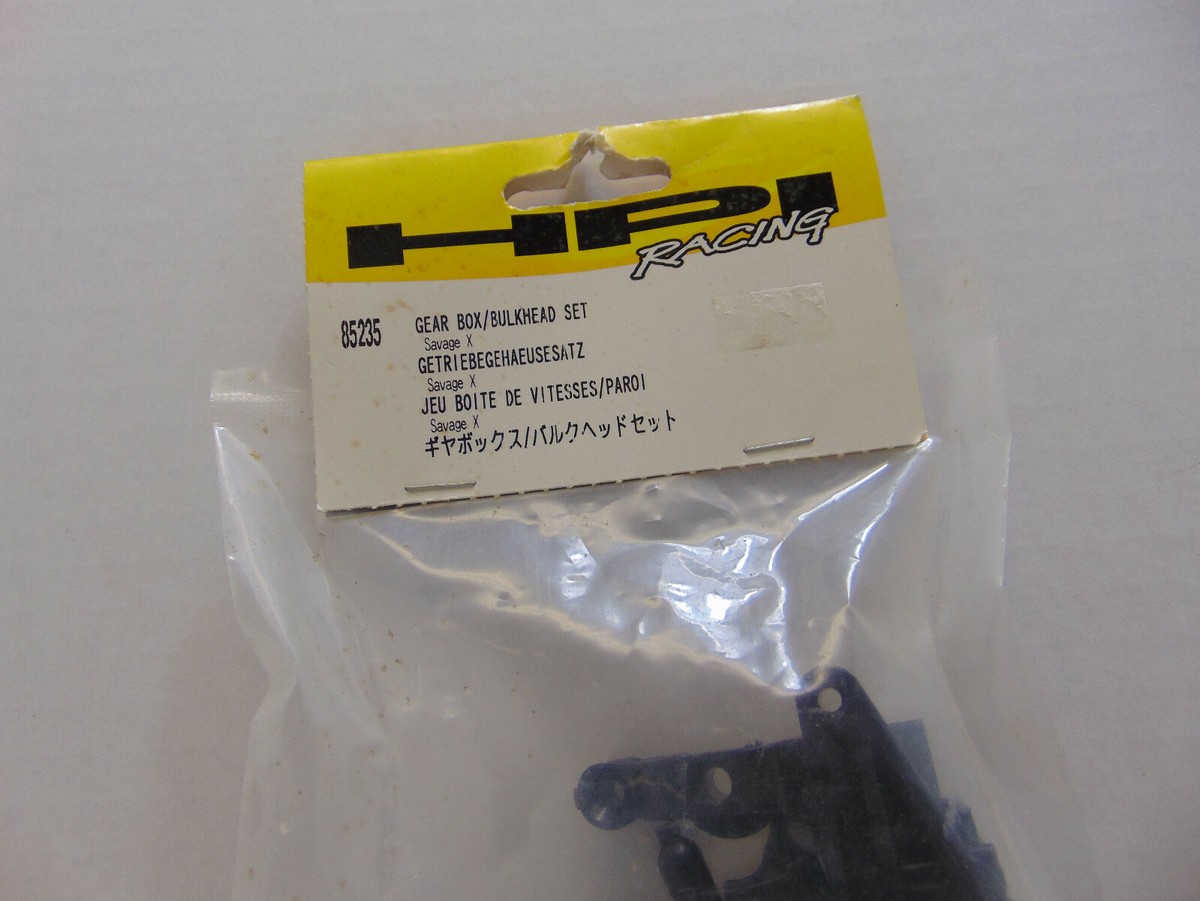 HPI
RACING
85235 GEAR BOX/BULKHEAD SET
Savage X
GETRIEBEGEHAEUSESATZ
Savage X
JEU BOITE DE VITESSES/PAROI
Savage X
ギヤボックス/バルクヘッドセット